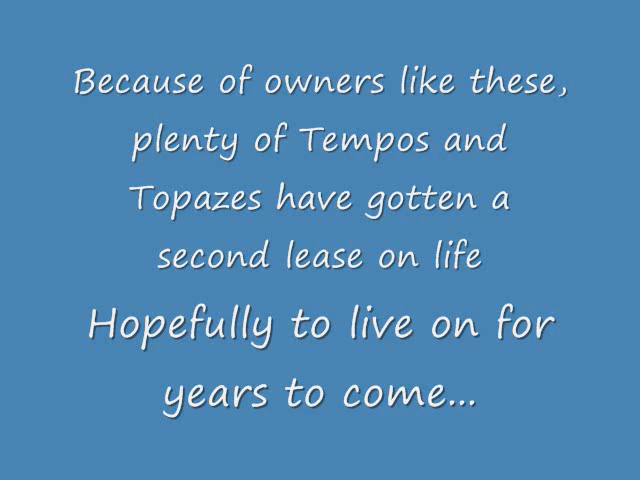 Because of owners like these,
plenty of Tempos and
Topazes have gotten a
second lease on life
Hopefully to live on for
years to come...